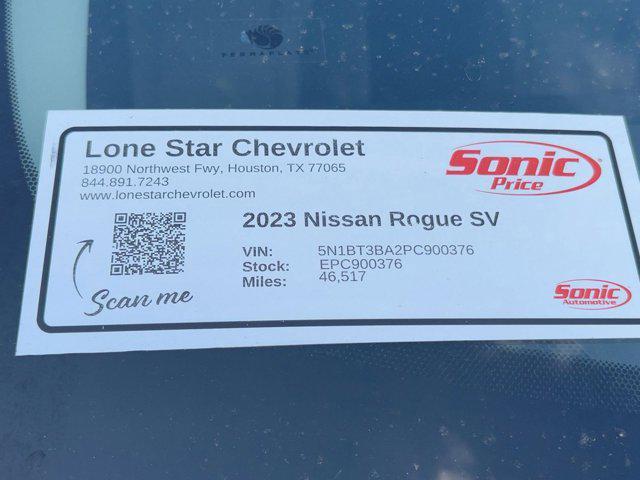 PERMAPLATE
Lone Star Chevrolet
18900 Northwest Fwy, Houston, TX 77065
844.891.7243
www.lonestarchevrolet.com
Sonic
Price
2023 Nissan Rogue SV
VIN: 5N1BT3BA2PC900376
Stock: EPC900376
Miles: 46,517
Scan me
Sonic
Automotive